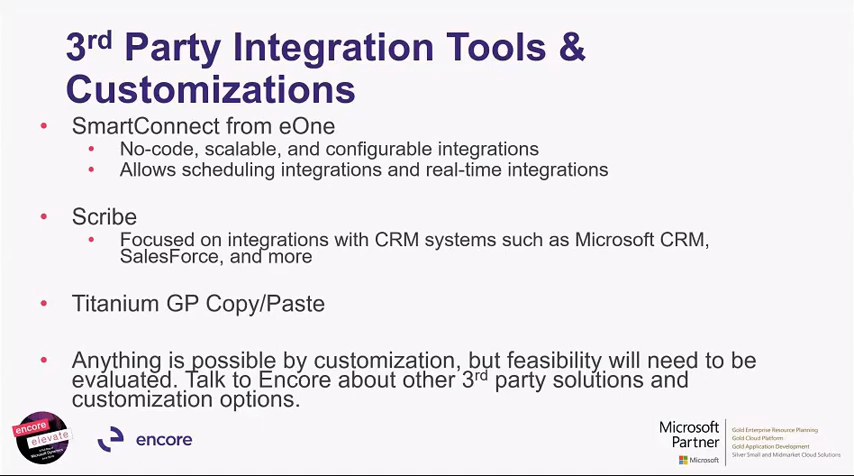 3rd Party Integration Tools &
Customizations
• SmartConnect from eOne
• No-code, scalable, and configurable integrations
• Allows scheduling integrations and real-time integrations
• Scribe
• Focused on integrations with CRM systems such as Microsoft CRM,
SalesForce, and more
• Titanium GP Copy/Paste
• Anything is possible by customization, but feasibility will need to be
evaluated. Talk to Encore about other 3rd party solutions and
customization options.
encore
elevate
Microsoft Dynamics
encore
Microsoft
Partner
Microsoft
Gold Enterprise Resource Planning
Gold Cloud Platform
Gold Application Development
Silver Small and Midmarket Cloud Solutions